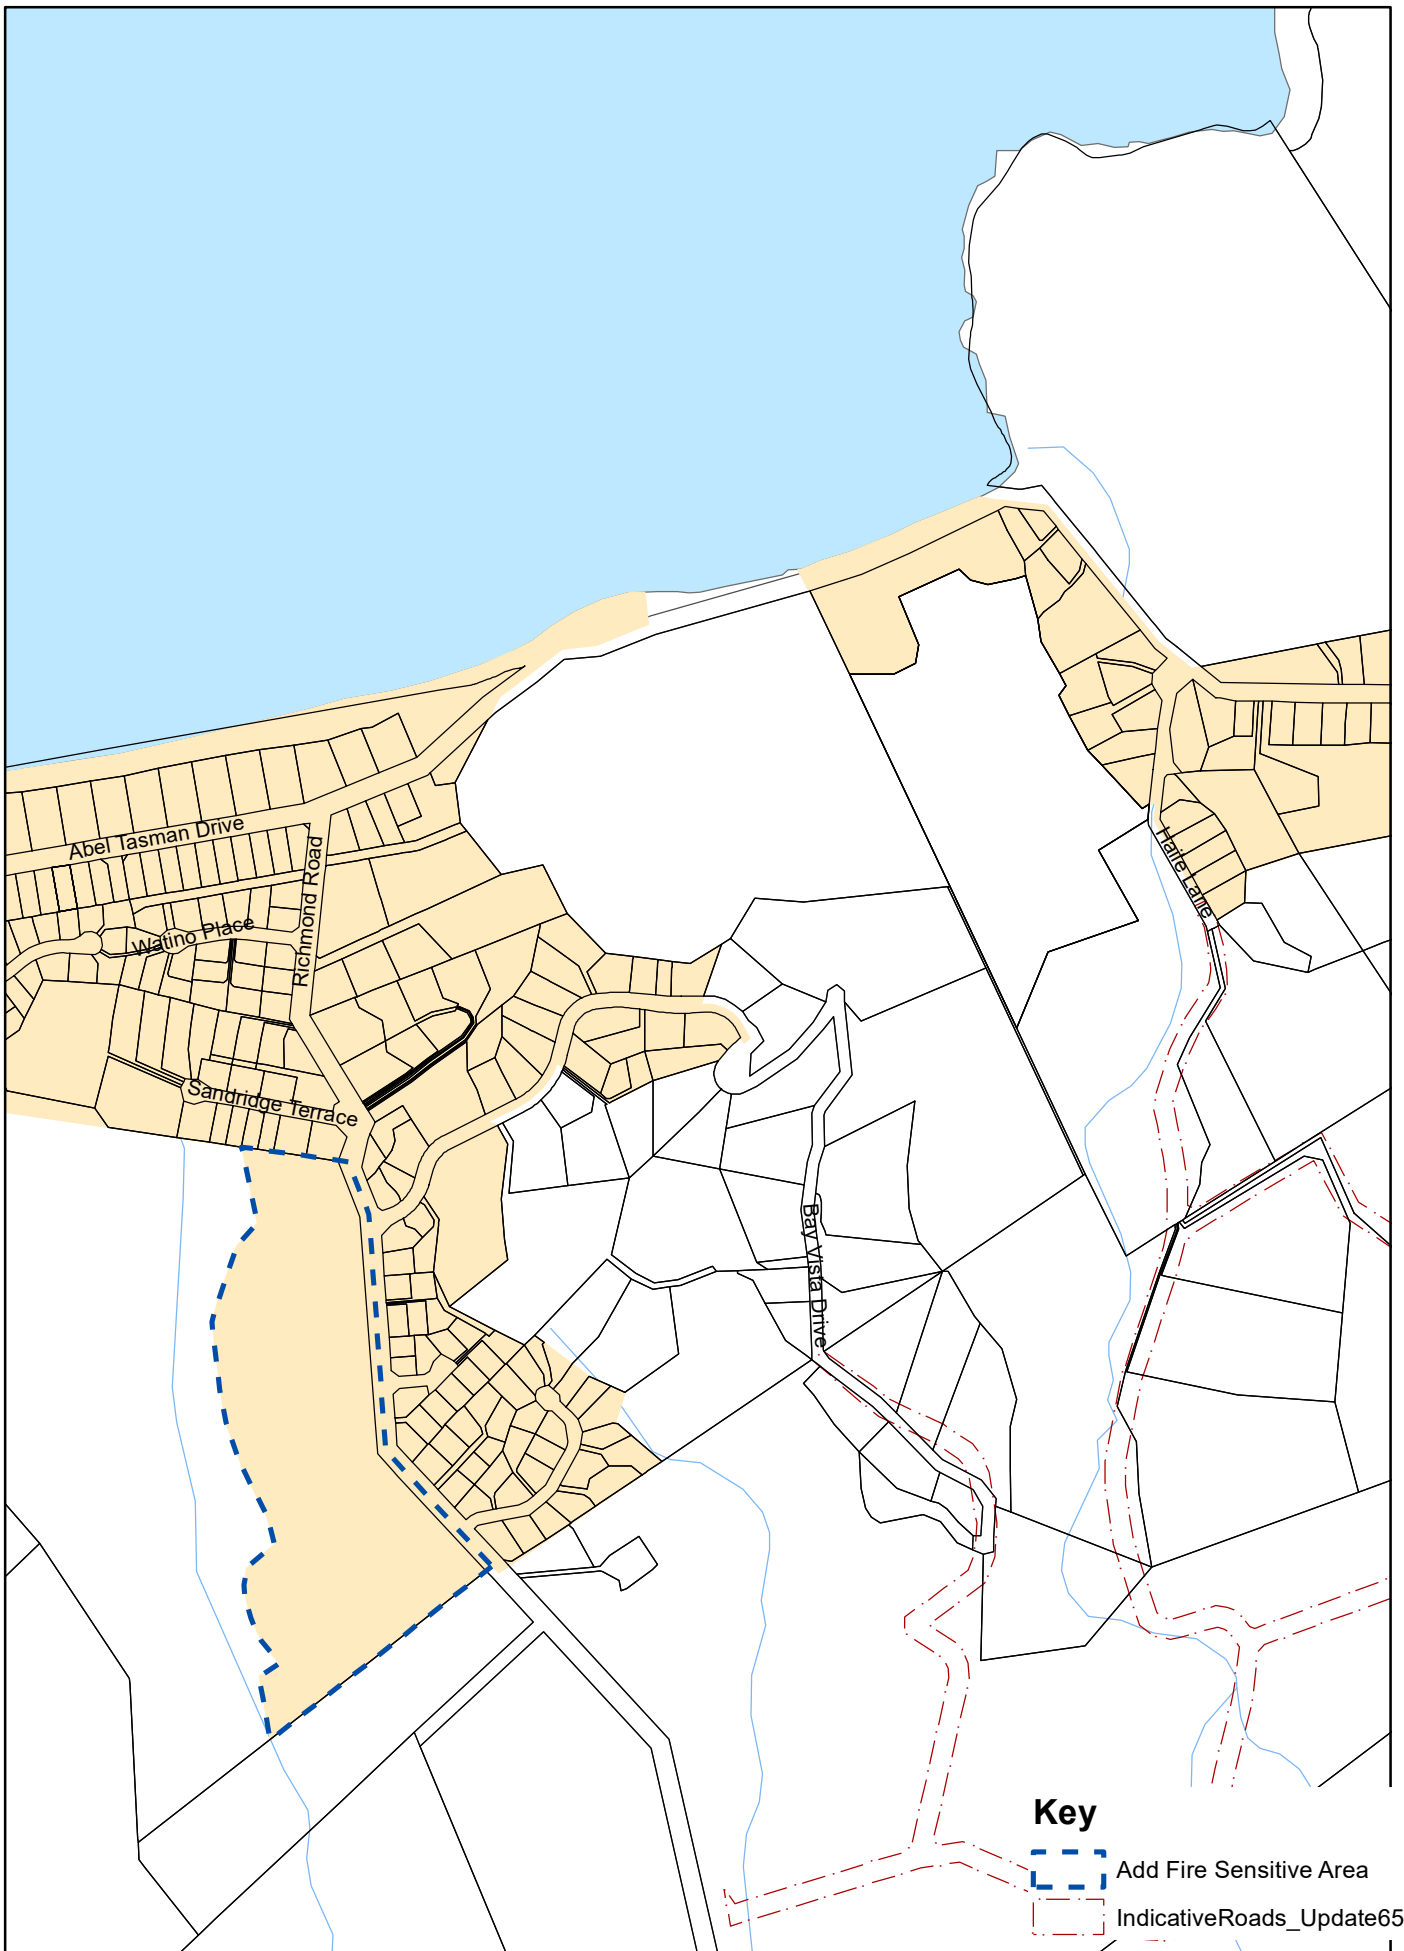 Abel Tasman Drive
Richmond Road
Watino Place
Haile Lane
Sandridge Terrace
Bay Vista Drive
Key
Add Fire Sensitive Area
IndicativeRoads_Update65